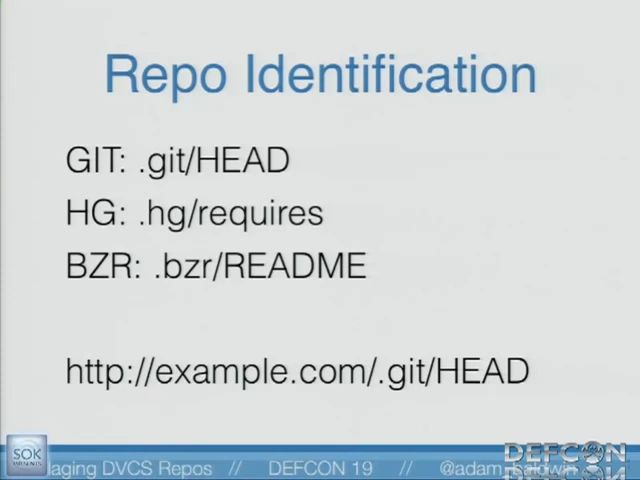 Repo Identification
GIT: .git/HEAD
HG: .hg/requires
BZR: .bzr/README
http://example.com/.git/HEAD
SOK
aging DVCS Repos // DEFCON 19 // @adam_baldwin
DEFCON